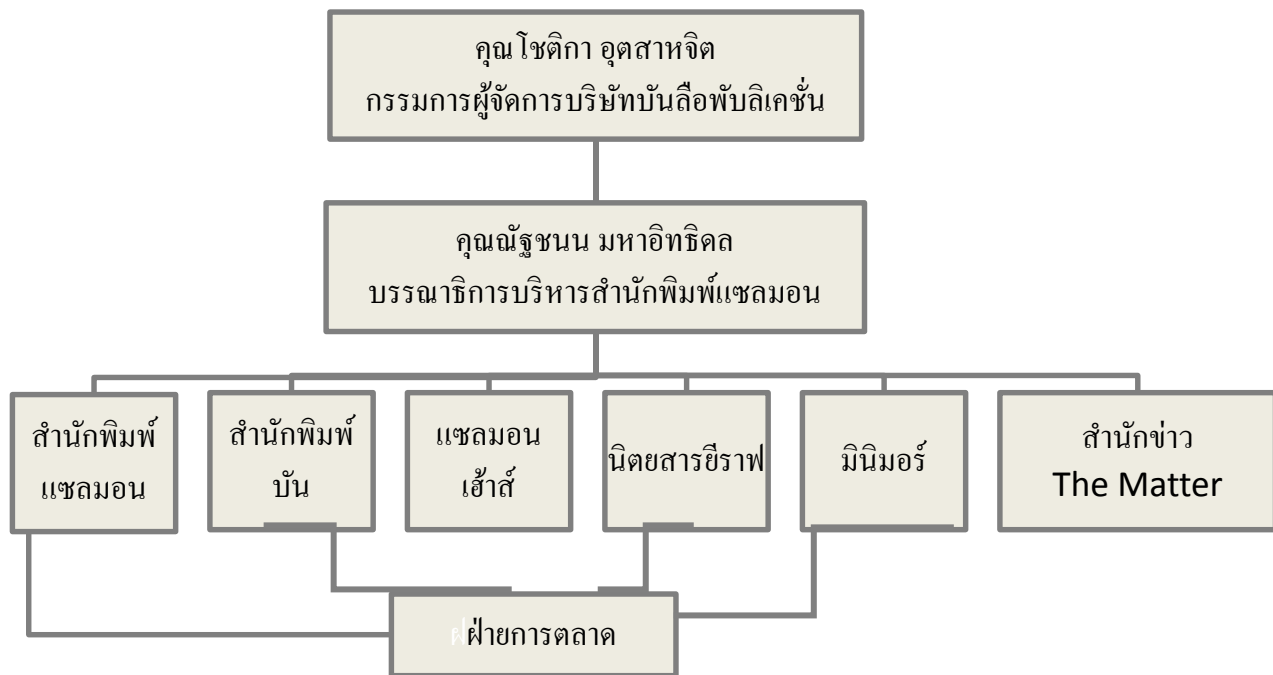 คุณโชติกา อุตสาหจิต
กรรมการผู้จัดการบริษัทบันลือพับลิเคชั่น
คุณณัฐชนน มหาอิทธิดล
บรรณาธิการบริหารสำนักพิมพ์แซลมอน
สำนักพิมพ์
แซลมอน
สำนักพิมพ์
บัน
แซลมอน
เฮ้าส์
นิตยสารยีราฟ
มินิมอร์
สำนักข่าว
The Matter
ฝฝ่ายการตลาด